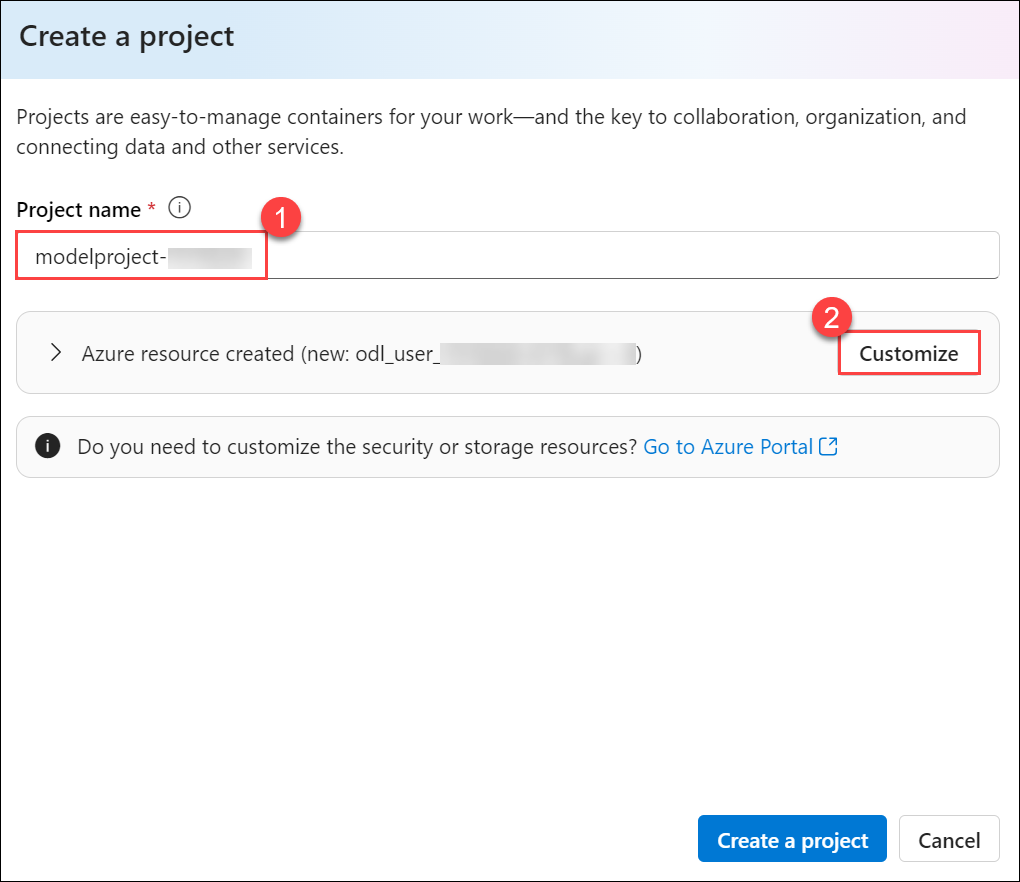 Create a project
Projects are easy-to-manage containers for your work—and the key to collaboration, organization, and
connecting data and other services.
Project name *
1
modelproject-
2
Azure resource created (new: odl_user_ )
Customize
Do you need to customize the security or storage resources? Go to Azure Portal
Create a project
Cancel